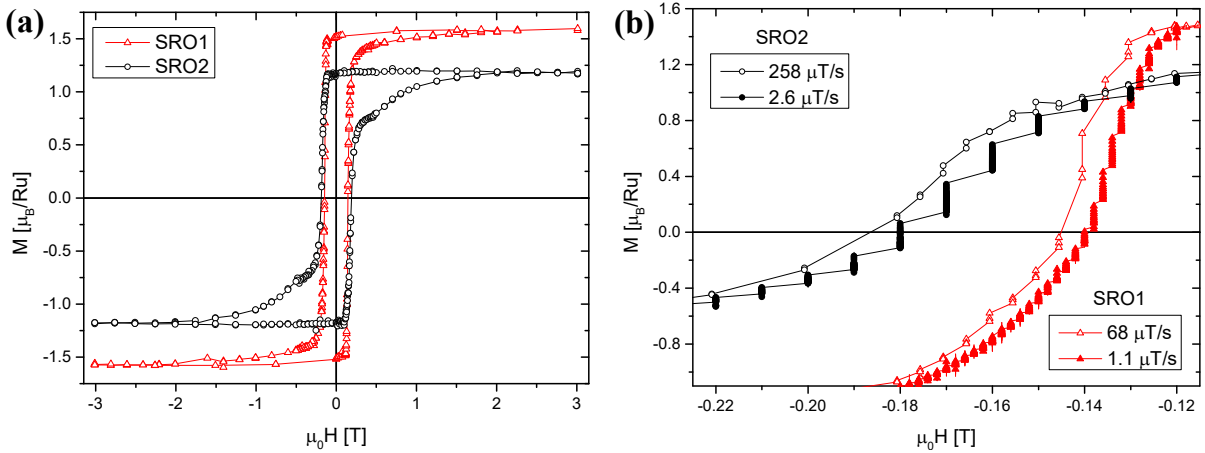 (a)
1.5
1.0
0.5
0.0
-0.5
-1.0
-1.5
M [μB/Ru]
SRO1
SRO2
-3 -2 -1 0 1 2 3
μ0H [T]
(b)
1.6
1.2
0.8
0.4
0.0
-0.4
-0.8
M [μB/Ru]
SRO2
258 μT/s
2.6 μT/s
SRO1
68 μT/s
1.1 μT/s
-0.22 -0.20 -0.18 -0.16 -0.14 -0.12
μ0H [T]